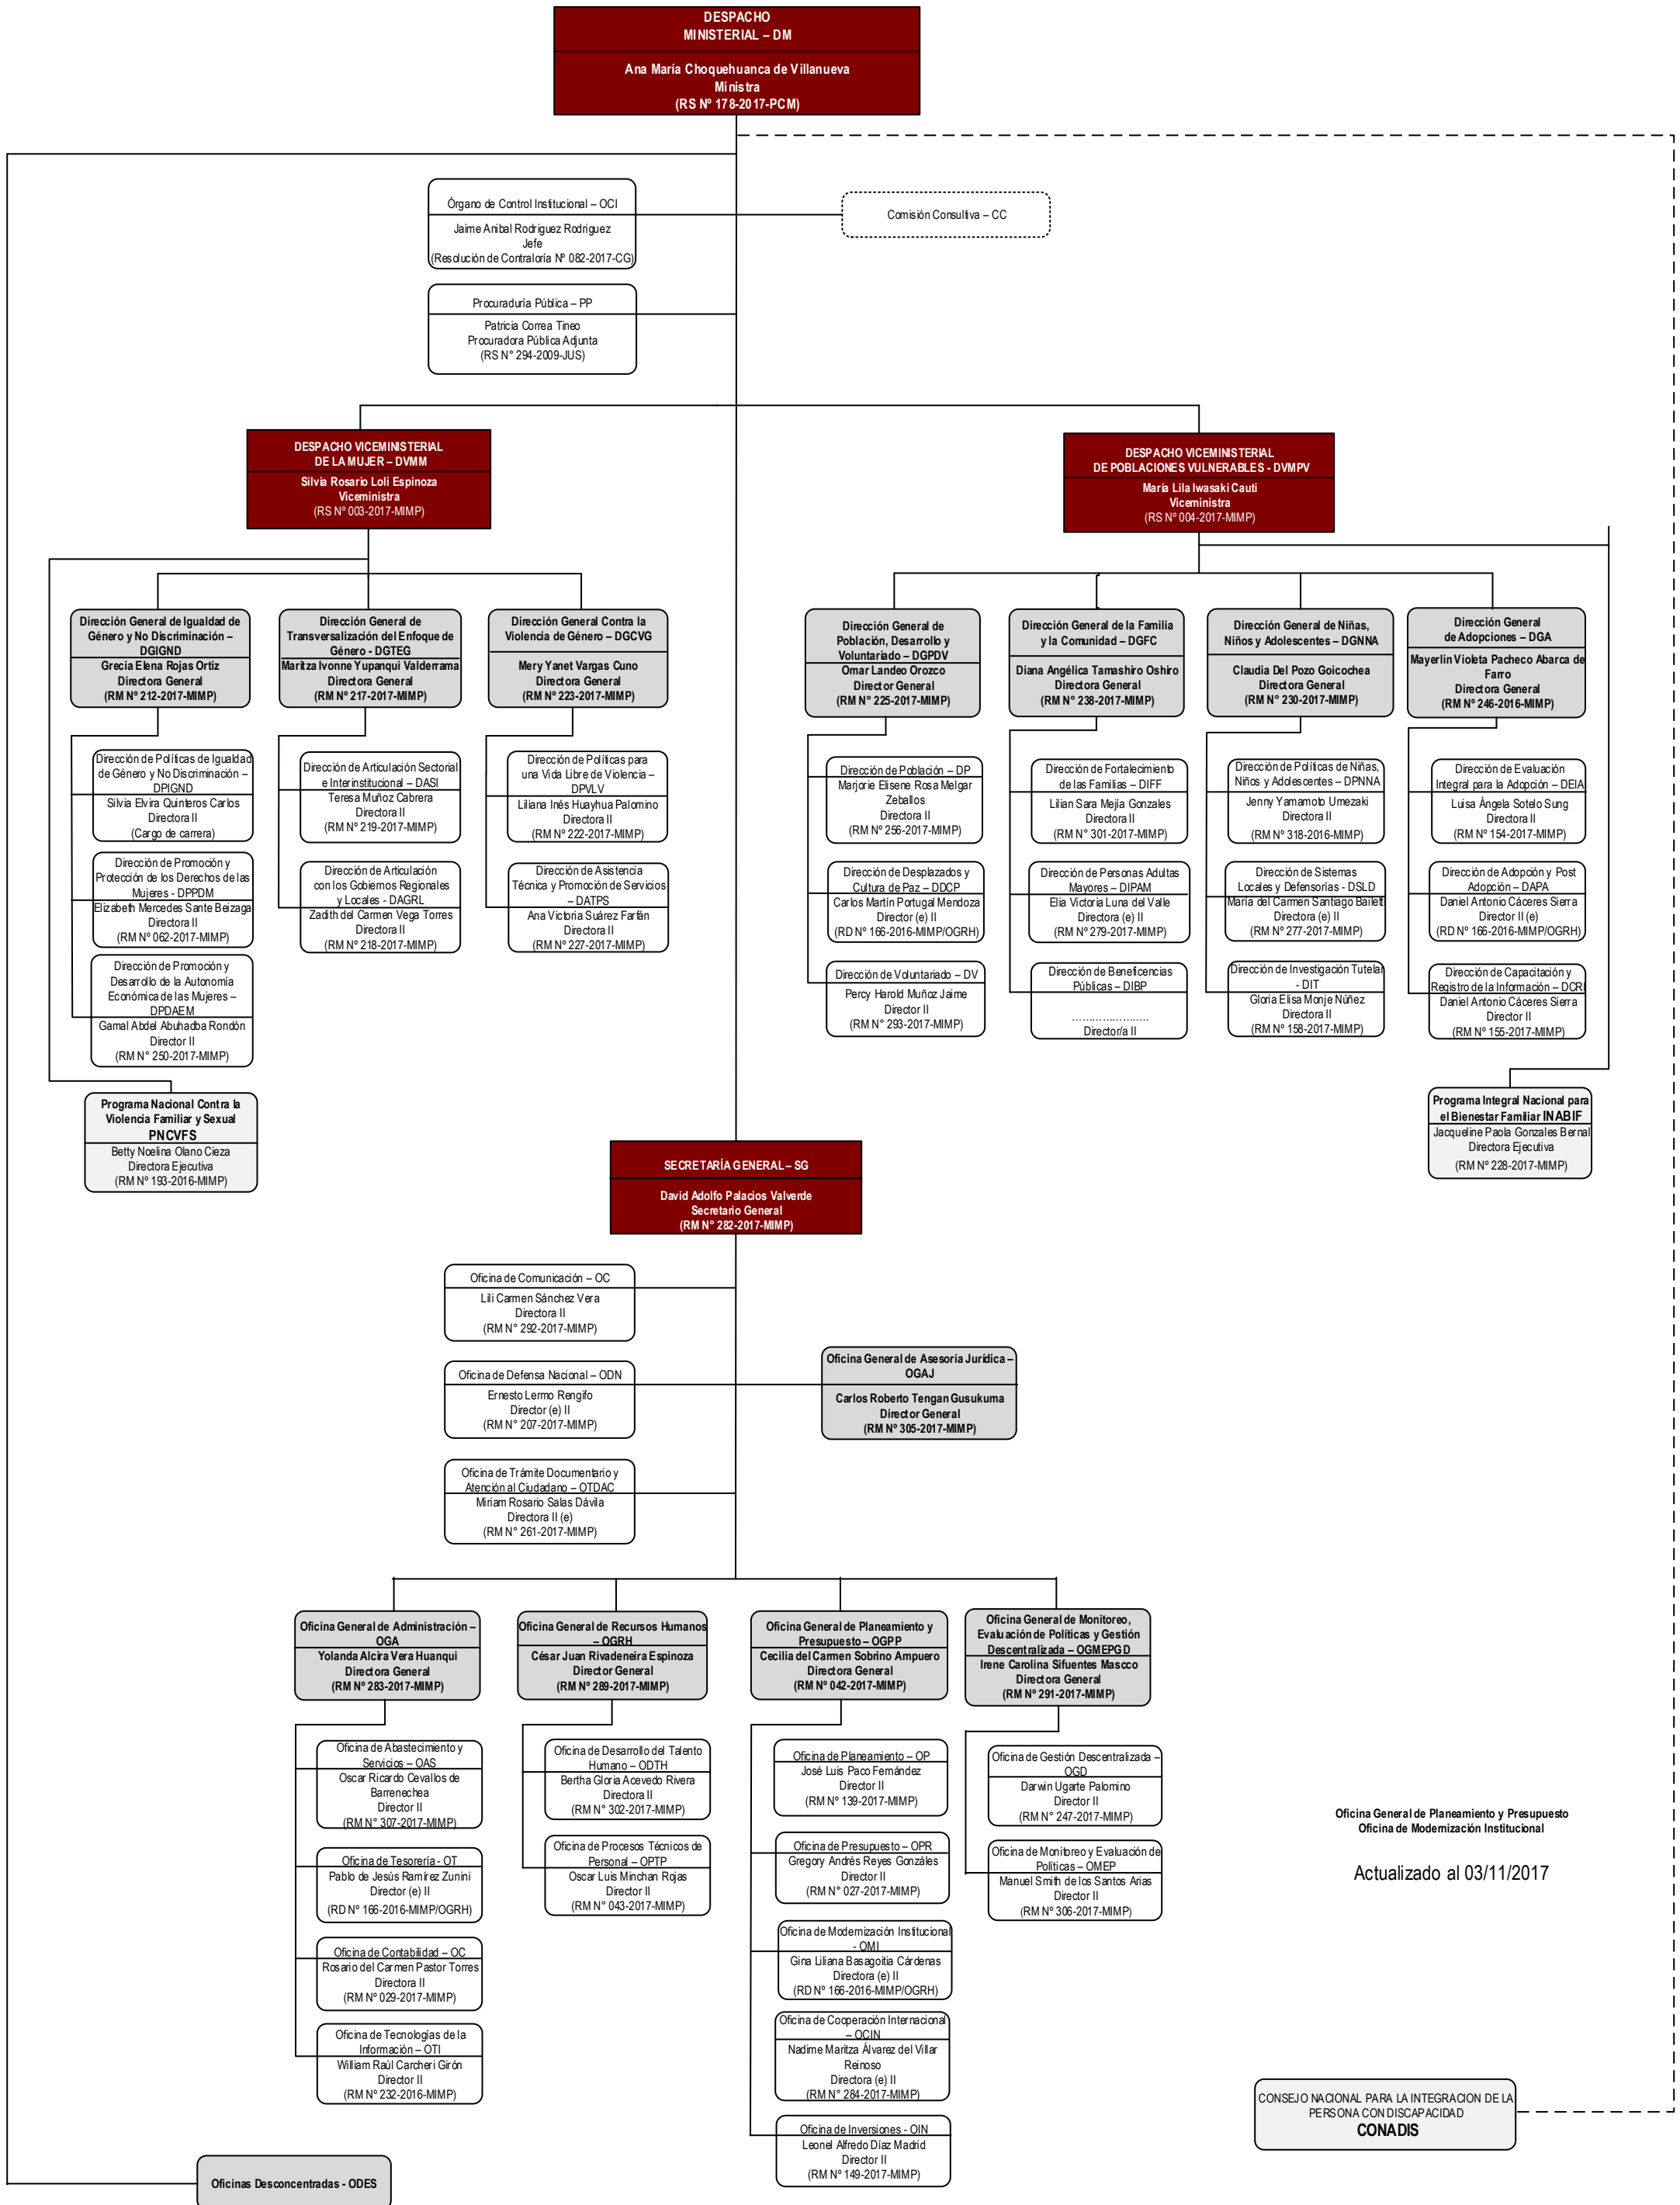 DESPACHO
MINISTERIAL – DM
Ana María Choquehuanca de Villanueva
Ministra
(RS Nº 178-2017-PCM)
Órgano de Control Institucional – OCI
Jaime Anibal Rodriguez Rodriguez
Jefe
(Resolución de Contraloría Nº 082-2017-CG)
Comisión Consultiva – CC
Procuraduría Pública – PP
Patricia Correa Tineo
Procuradora Pública Adjunta
(RS N° 294-2009-JUS)
DESPACHO VICEMINISTERIAL
DE LA MUJER – DVMM
Silvia Rosario Loli Espinoza
Viceministra
(RS Nº 003-2017-MIMP)
DESPACHO VICEMINISTERIAL
DE POBLACIONES VULNERABLES - DVMPV
María Lila Iwasaki Cauti
Viceministra
(RS Nº 004-2017-MIMP)
Dirección General de Igualdad de
Género y No Discriminación –
DGIGND
Grecia Elena Rojas Ortiz
Directora General
(RM Nº 212-2017-MIMP)
Dirección General de
Transversalización del Enfoque de
Género - DGTEG
Maritza Ivonne Yupanqui Valderrama
Directora General
(RM Nº 217-2017-MIMP)
Dirección General Contra la
Violencia de Género – DGCVG
Mery Yanet Vargas Cuno
Directora General
(RM Nº 223-2017-MIMP)
Dirección General de
Población, Desarrollo y
Voluntariado – DGPDV
Omar Landeo Orozco
Director General
(RM N° 225-2017-MIMP)
Dirección General de la Familia
y la Comunidad – DGFC
Diana Angélica Tamashiro Oshiro
Directora General
(RM N° 238-2017-MIMP)
Dirección General de Niñas,
Niños y Adolescentes – DGNNA
Claudia Del Pozo Goicochea
Directora General
(RM N° 230-2017-MIMP)
Dirección General
de Adopciones – DGA
Mayerlin Violeta Pacheco Abarca de
Farro
Directora General
(RM Nº 246-2016-MIMP)
Dirección de Políticas de Igualdad
de Género y No Discriminación –
DPIGND
Silvia Elvira Quinteros Carlos
Directora II
(Cargo de carrera)
Dirección de Promoción y
Protección de los Derechos de las
Mujeres - DPPDM
Elizabeth Mercedes Sante Beizaga
Directora II
(RM Nº 062-2017-MIMP)
Dirección de Promoción y
Desarrollo de la Autonomía
Económica de las Mujeres –
DPDAEM
Gamal Abdel Abuhadba Rondón
Director II
(RM N° 250-2017-MIMP)
Dirección de Articulación Sectorial
e Interinstitucional – DASI
Teresa Muñoz Cabrera
Directora II
(RM Nº 219-2017-MIMP)
Dirección de Articulación
con los Gobiernos Regionales
y Locales - DAGRL
Zadith del Carmen Vega Torres
Directora II
(RM N° 218-2017-MIMP)
Dirección de Políticas para
una Vida Libre de Violencia –
DPVLV
Liliana Inés Huayhua Palomino
Directora II
(RM N° 222-2017-MIMP)
Dirección de Asistencia
Técnica y Promoción de Servicios
– DATPS
Ana Victoria Suárez Farfán
Directora II
(RM N° 227-2017-MIMP)
Dirección de Población – DP
Marjorie Elisene Rosa Melgar
Zeballos
Directora II
(RM N° 256-2017-MIMP)
Dirección de Desplazados y
Cultura de Paz – DDCP
Carlos Martín Portugal Mendoza
Director (e) II
(RD N° 166-2016-MIMP/OGRH)
Dirección de Voluntariado – DV
Percy Harold Muñoz Jaime
Director II
(RM N° 293-2017-MIMP)
Dirección de Fortalecimiento
de las Familias – DIFF
Lilian Sara Mejía Gonzales
Directora II
(RM N° 301-2017-MIMP)
Dirección de Personas Adultas
Mayores – DIPAM
Elia Victoria Luna del Valle
Directora (e) II
(RM N° 279-2017-MIMP)
Dirección de Beneficencias
Públicas – DIBP
…………………..
Director/a II
Dirección de Políticas de Niñas,
Niños y Adolescentes – DPNNA
Jenny Yamamoto Umezaki
Directora II
(RM Nº 318-2016-MIMP)
Dirección de Sistemas
Locales y Defensorías - DSLD
María del Carmen Santiago Bailett
Directora (e) II
(RM N° 277-2017-MIMP)
Dirección de Investigación Tutelar
- DIT
Gloria Elisa Monje Núñez
Directora II
(RM Nº 158-2017-MIMP)
Dirección de Evaluación
Integral para la Adopción – DEIA
Luisa Ángela Sotelo Sung
Directora II
(RM Nº 154-2017-MIMP)
Dirección de Adopción y Post
Adopción – DAPA
Daniel Antonio Cáceres Sierra
Director II (e)
(RD Nº 166-2016-MIMP/OGRH)
Dirección de Capacitación y
Registro de la Información – DCRI
Daniel Antonio Cáceres Sierra
Director II
(RM Nº 155-2017-MIMP)
Programa Nacional Contra la
Violencia Familiar y Sexual
PNCVFS
Betty Noelina Olano Cieza
Directora Ejecutiva
(RM Nº 193-2016-MIMP)
Programa Integral Nacional para
el Bienestar Familiar INABIF
Jacqueline Paola Gonzales Bernal
Directora Ejecutiva
(RM Nº 228-2017-MIMP)
SECRETARÍA GENERAL – SG
David Adolfo Palacios Valverde
Secretario General
(RM N° 282-2017-MIMP)
Oficina de Comunicación – OC
Lili Carmen Sánchez Vera
Directora II
(RM N° 292-2017-MIMP)
Oficina de Defensa Nacional – ODN
Ernesto Lermo Rengifo
Director (e) II
(RM N° 207-2017-MIMP)
Oficina General de Asesoría Jurídica –
OGAJ
Carlos Roberto Tengan Gusukuma
Director General
(RM Nº 305-2017-MIMP)
Oficina de Trámite Documentario y
Atención al Ciudadano – OTDAC
Miriam Rosario Salas Dávila
Directora II (e)
(RM N° 261-2017-MIMP)
Oficina General de Administración –
OGA
Yolanda Alcira Vera Huanqui
Directora General
(RM Nº 283-2017-MIMP)
Oficina General de Recursos Humanos
– OGRH
César Juan Rivadeneira Espinoza
Director General
(RM Nº 289-2017-MIMP)
Oficina General de Planeamiento y
Presupuesto – OGPP
Cecilia del Carmen Sobrino Ampuero
Directora General
(RM Nº 042-2017-MIMP)
Oficina General de Monitoreo,
Evaluación de Políticas y Gestión
Descentralizada – OGMEPGD
Irene Carolina Sifuentes Mascco
Directora General
(RM N° 291-2017-MIMP)
Oficina de Abastecimiento y
Servicios – OAS
Oscar Ricardo Cevallos de
Barrenechea
Director II
(RM N° 307-2017-MIMP)
Oficina de Tesorería - OT
Pablo de Jesús Ramírez Zunini
Director (e) II
(RD Nº 166-2016-MIMP/OGRH)
Oficina de Contabilidad – OC
Rosario del Carmen Pastor Torres
Directora II
(RM Nº 029-2017-MIMP)
Oficina de Tecnologías de la
Información – OTI
William Raúl Carcheri Girón
Director II
(RM N° 232-2016-MIMP)
Oficina de Desarrollo del Talento
Humano – ODTH
Bertha Gloria Acevedo Rivera
Directora II
(RM N° 302-2017-MIMP)
Oficina de Procesos Técnicos de
Personal – OPTP
Oscar Luis Minchan Rojas
Director II
(RM N° 043-2017-MIMP)
Oficina de Planeamiento – OP
José Luis Paco Fernández
Director II
(RM N° 139-2017-MIMP)
Oficina de Presupuesto – OPR
Gregory Andrés Reyes Gonzáles
Director II
(RM N° 027-2017-MIMP)
Oficina de Modernización Institucional
- OMI
Gina Liliana Basagoitia Cárdenas
Directora (e) II
(RD Nº 166-2016-MIMP/OGRH)
Oficina de Cooperación Internacional
– OCIN
Nadime Maritza Álvarez del Villar
Reinoso
Directora (e) II
(RM N° 284-2017-MIMP)
Oficina de Inversiones - OIN
Leonel Alfredo Díaz Madrid
Director II
(RM Nº 149-2017-MIMP)
Oficina de Gestión Descentralizada –
OGD
Darwin Ugarte Palomino
Director II
(RM N° 247-2017-MIMP)
Oficina de Monitoreo y Evaluación de
Políticas – OMEP
Manuel Smith de los Santos Arias
Director II
(RM N° 306-2017-MIMP)
Oficina General de Planeamiento y Presupuesto
Oficina de Modernización Institucional
Actualizado al 03/11/2017
CONSEJO NACIONAL PARA LA INTEGRACION DE LA
PERSONA CON DISCAPACIDAD
CONADIS
Oficinas Desconcentradas - ODES